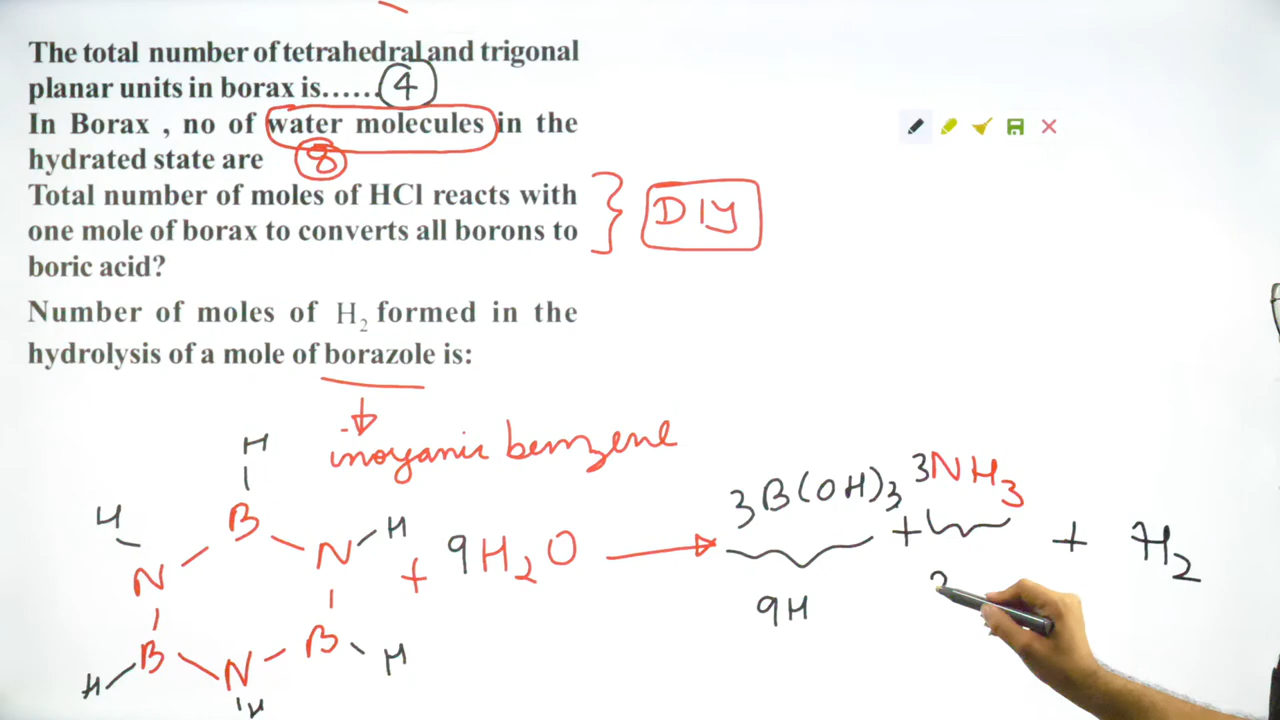 The total number of tetrahedral and trigonal
planar units in borax is...... 4
In Borax , no of water molecules in the
hydrated state are 8
Total number of moles of HCl reacts with
one mole of borax to converts all borons to
boric acid?
DIY
Number of moles of H₂ formed in the
hydrolysis of a mole of borazole is:
inorganic benzene
H
H B H
N N + 9H₂O → 3B(OH)₃ + 3NH₃ + H₂
9H
B B
H N H
H